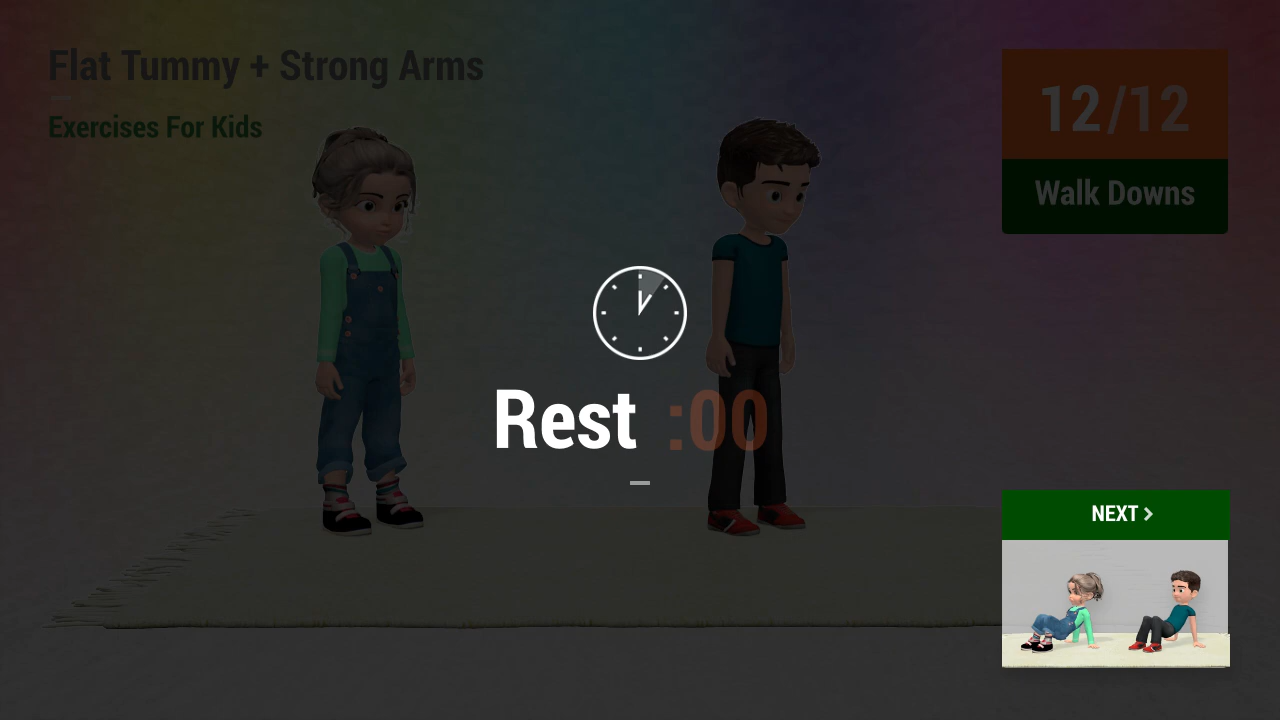 Flat Tummy + Strong Arms
Exercises For Kids
12/12
Walk Downs
Rest :00
NEXT >